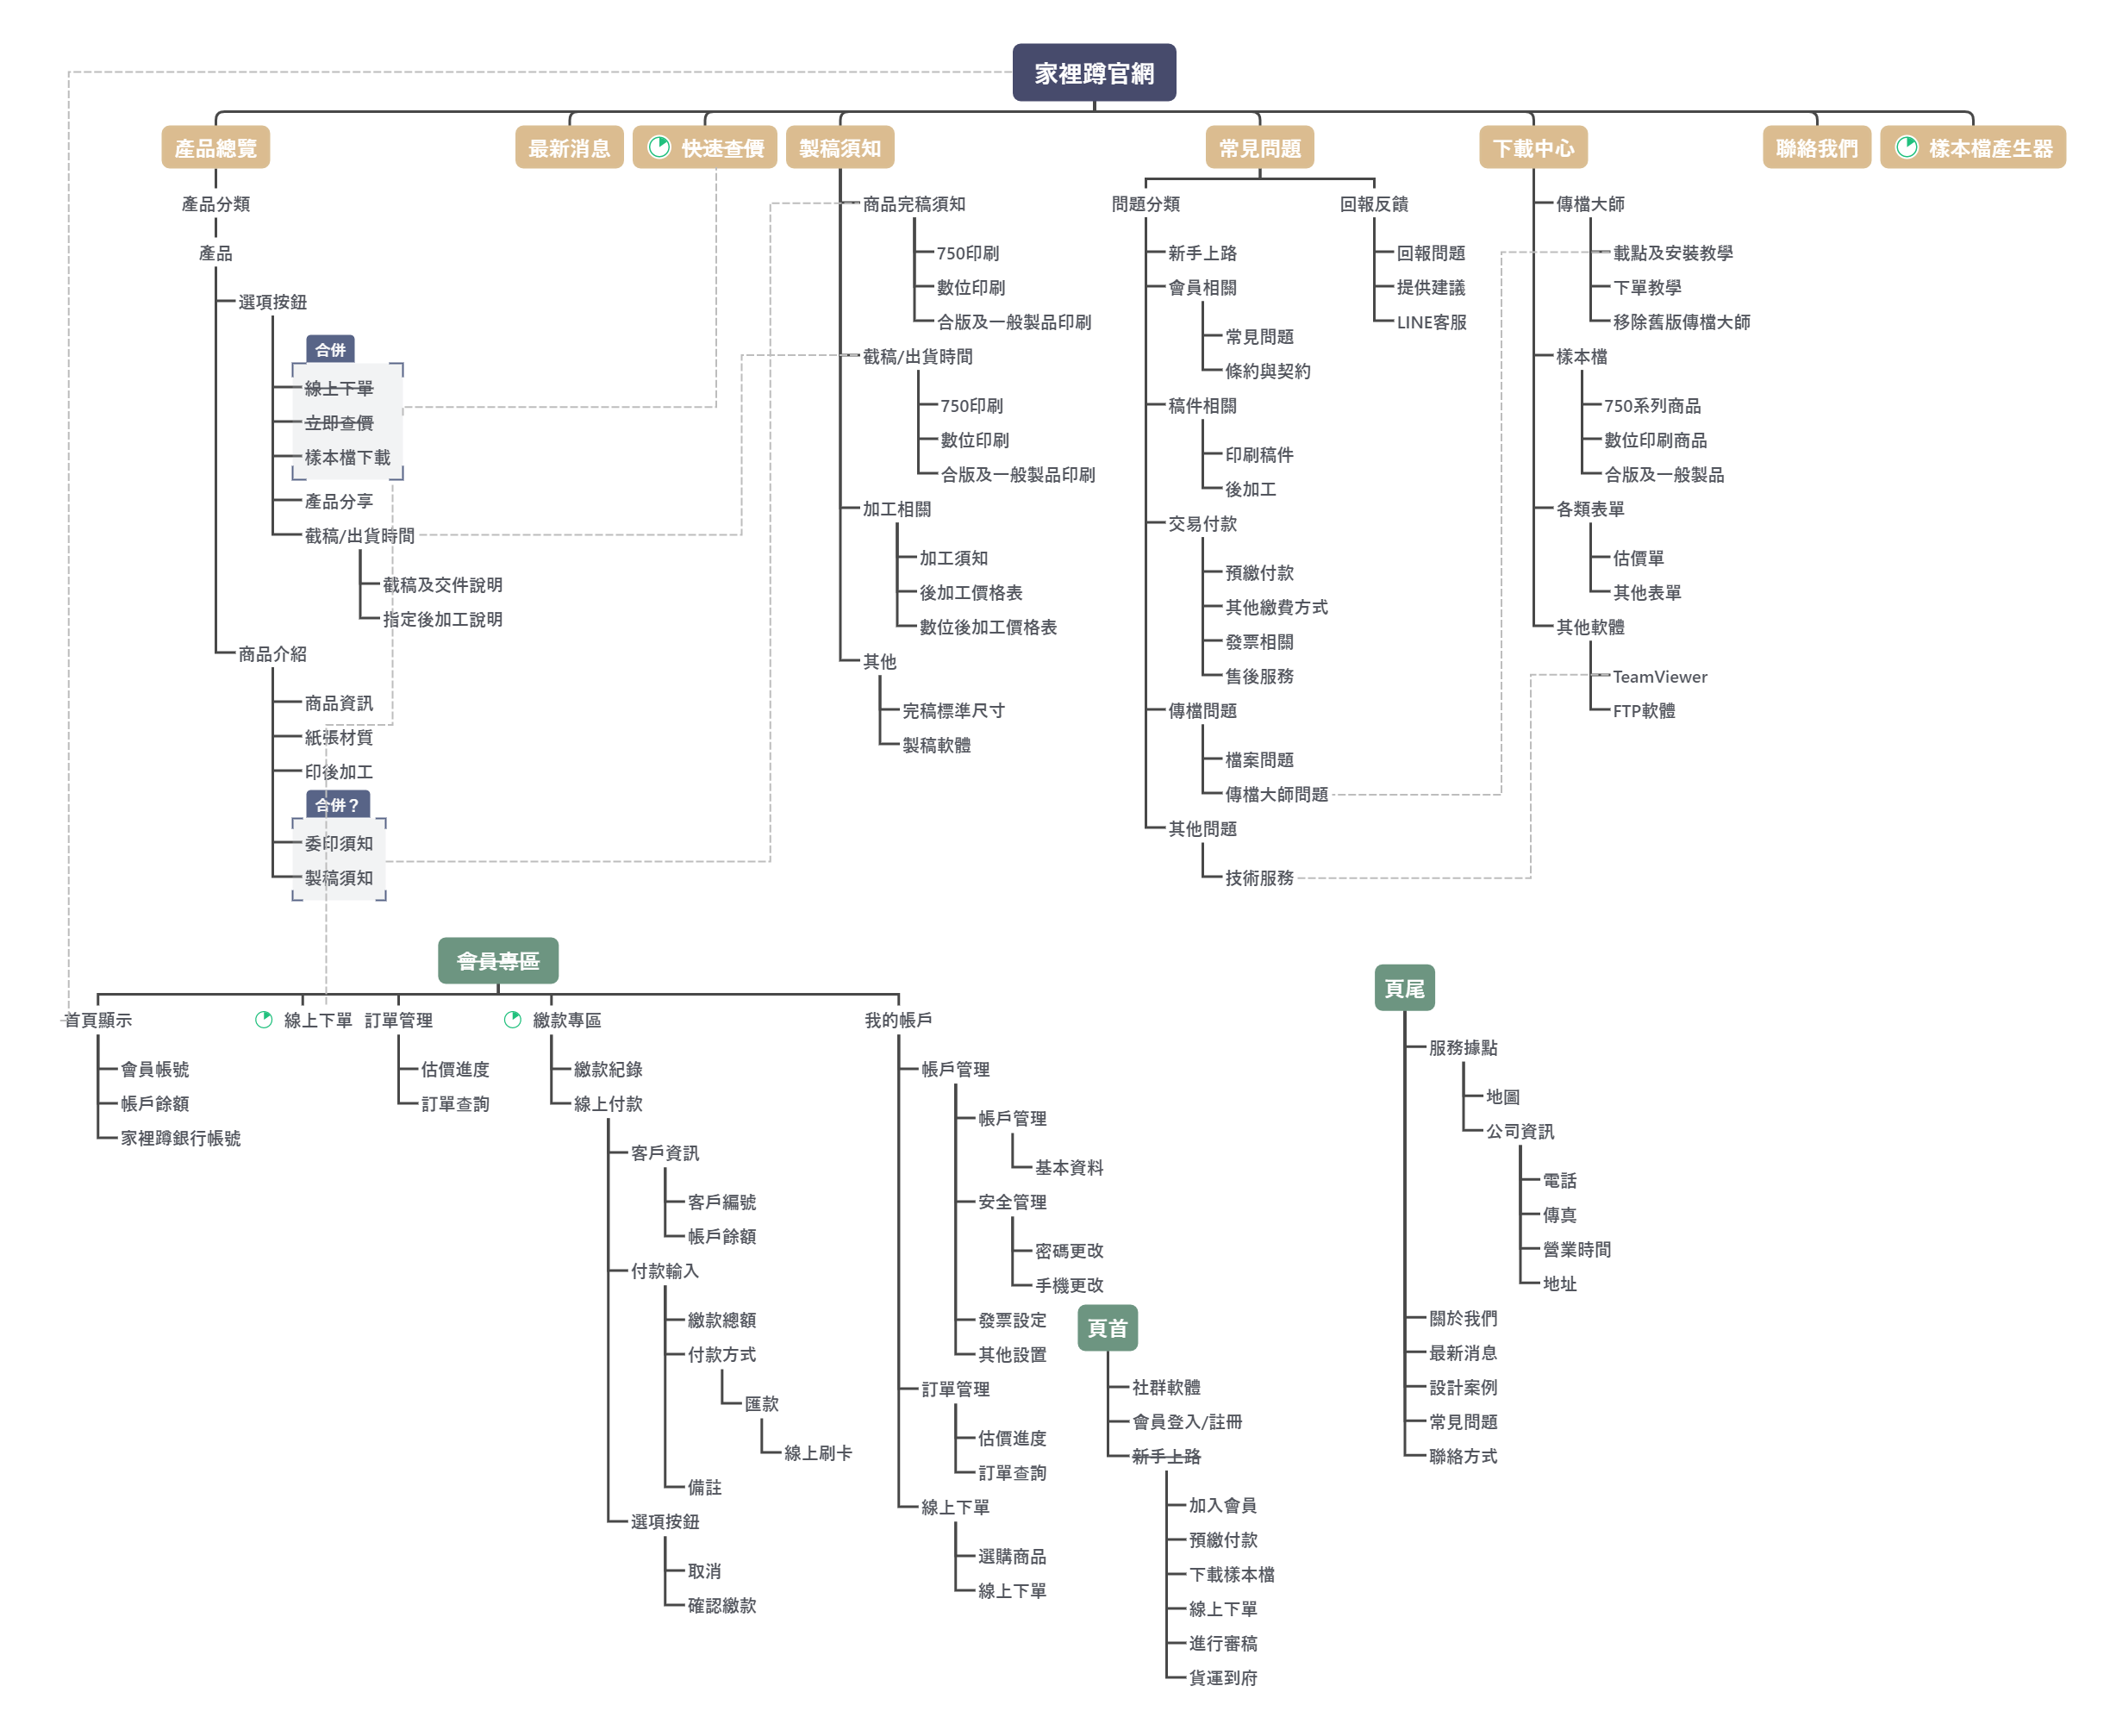 家裡蹲官網
產品總覽
最新消息
快速查價
製稿須知
常見問題
下載中心
聯絡我們
樣本檔產生器
產品分類
產品
選項按鈕
合併
線上下單
立即查價
樣本檔下載
產品分享
截稿/出貨時間
截稿及交件說明
指定後加工說明
商品介紹
商品資訊
紙張材質
印後加工
合併？
委印須知
製稿須知
商品完稿須知
750印刷
數位印刷
合版及一般製品印刷
截稿/出貨時間
750印刷
數位印刷
合版及一般製品印刷
加工相關
加工須知
後加工價格表
數位後加工價格表
其他
完稿標準尺寸
製稿軟體
問題分類
新手上路
會員相關
常見問題
條約與契約
稿件相關
印刷稿件
後加工
交易付款
預繳付款
其他繳費方式
發票相關
售後服務
傳檔問題
檔案問題
傳檔大師問題
其他問題
技術服務
回報反饋
回報問題
提供建議
LINE客服
傳檔大師
載點及安裝教學
下單教學
移除舊版傳檔大師
樣本檔
750系列商品
數位印刷商品
合版及一般製品
各類表單
估價單
其他表單
其他軟體
TeamViewer
FTP軟體
會員專區
首頁顯示
會員帳號
帳戶餘額
家裡蹲銀行帳號
線上下單
訂單管理
估價進度
訂單查詢
繳款專區
繳款紀錄
線上付款
客戶資訊
客戶編號
帳戶餘額
付款輸入
繳款總額
付款方式
匯款
線上刷卡
備註
選項按鈕
取消
確認繳款
我的帳戶
帳戶管理
帳戶管理
基本資料
安全管理
密碼更改
手機更改
發票設定
其他設置
訂單管理
估價進度
訂單查詢
線上下單
選購商品
線上下單
頁首
社群軟體
會員登入/註冊
新手上路
加入會員
預繳付款
下載樣本檔
線上下單
進行審稿
貨運到府
頁尾
服務據點
地圖
公司資訊
電話
傳真
營業時間
地址
關於我們
最新消息
設計案例
常見問題
聯絡方式